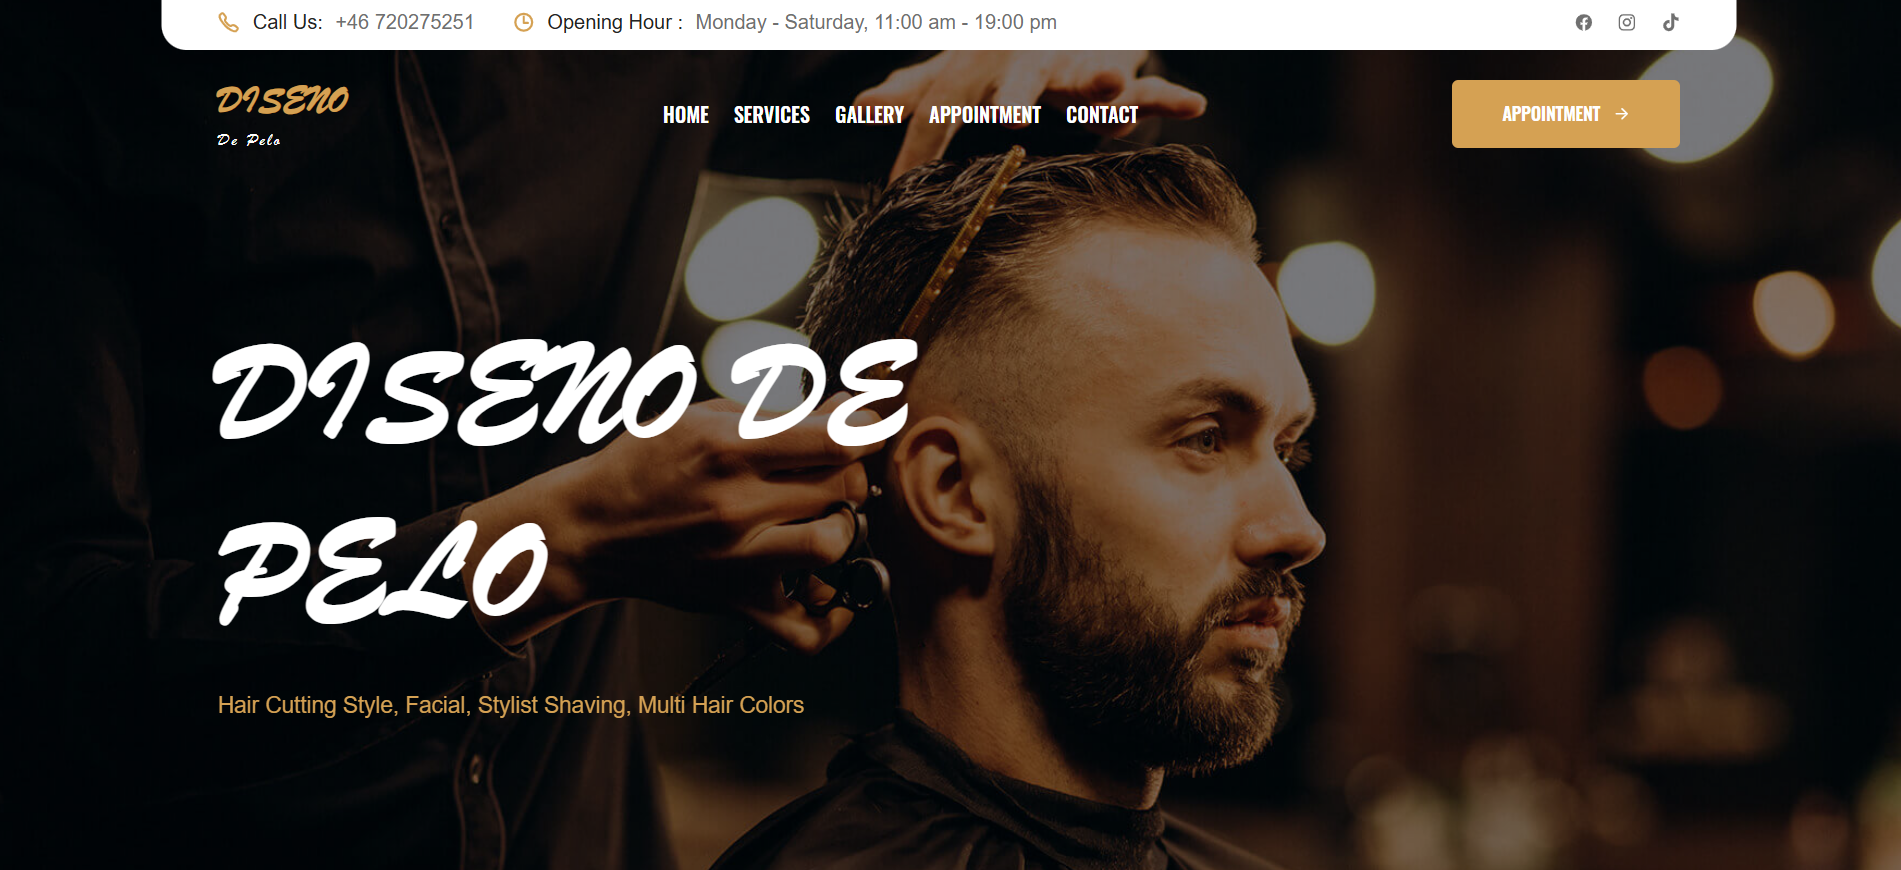 Call Us: +46 720275251 Opening Hour : Monday - Saturday, 11:00 am - 19:00 pm
DISENO
De Pelo
HOME SERVICES GALLERY APPOINTMENT CONTACT
APPOINTMENT →
DISENO DE
PELO
Hair Cutting Style, Facial, Stylist Shaving, Multi Hair Colors